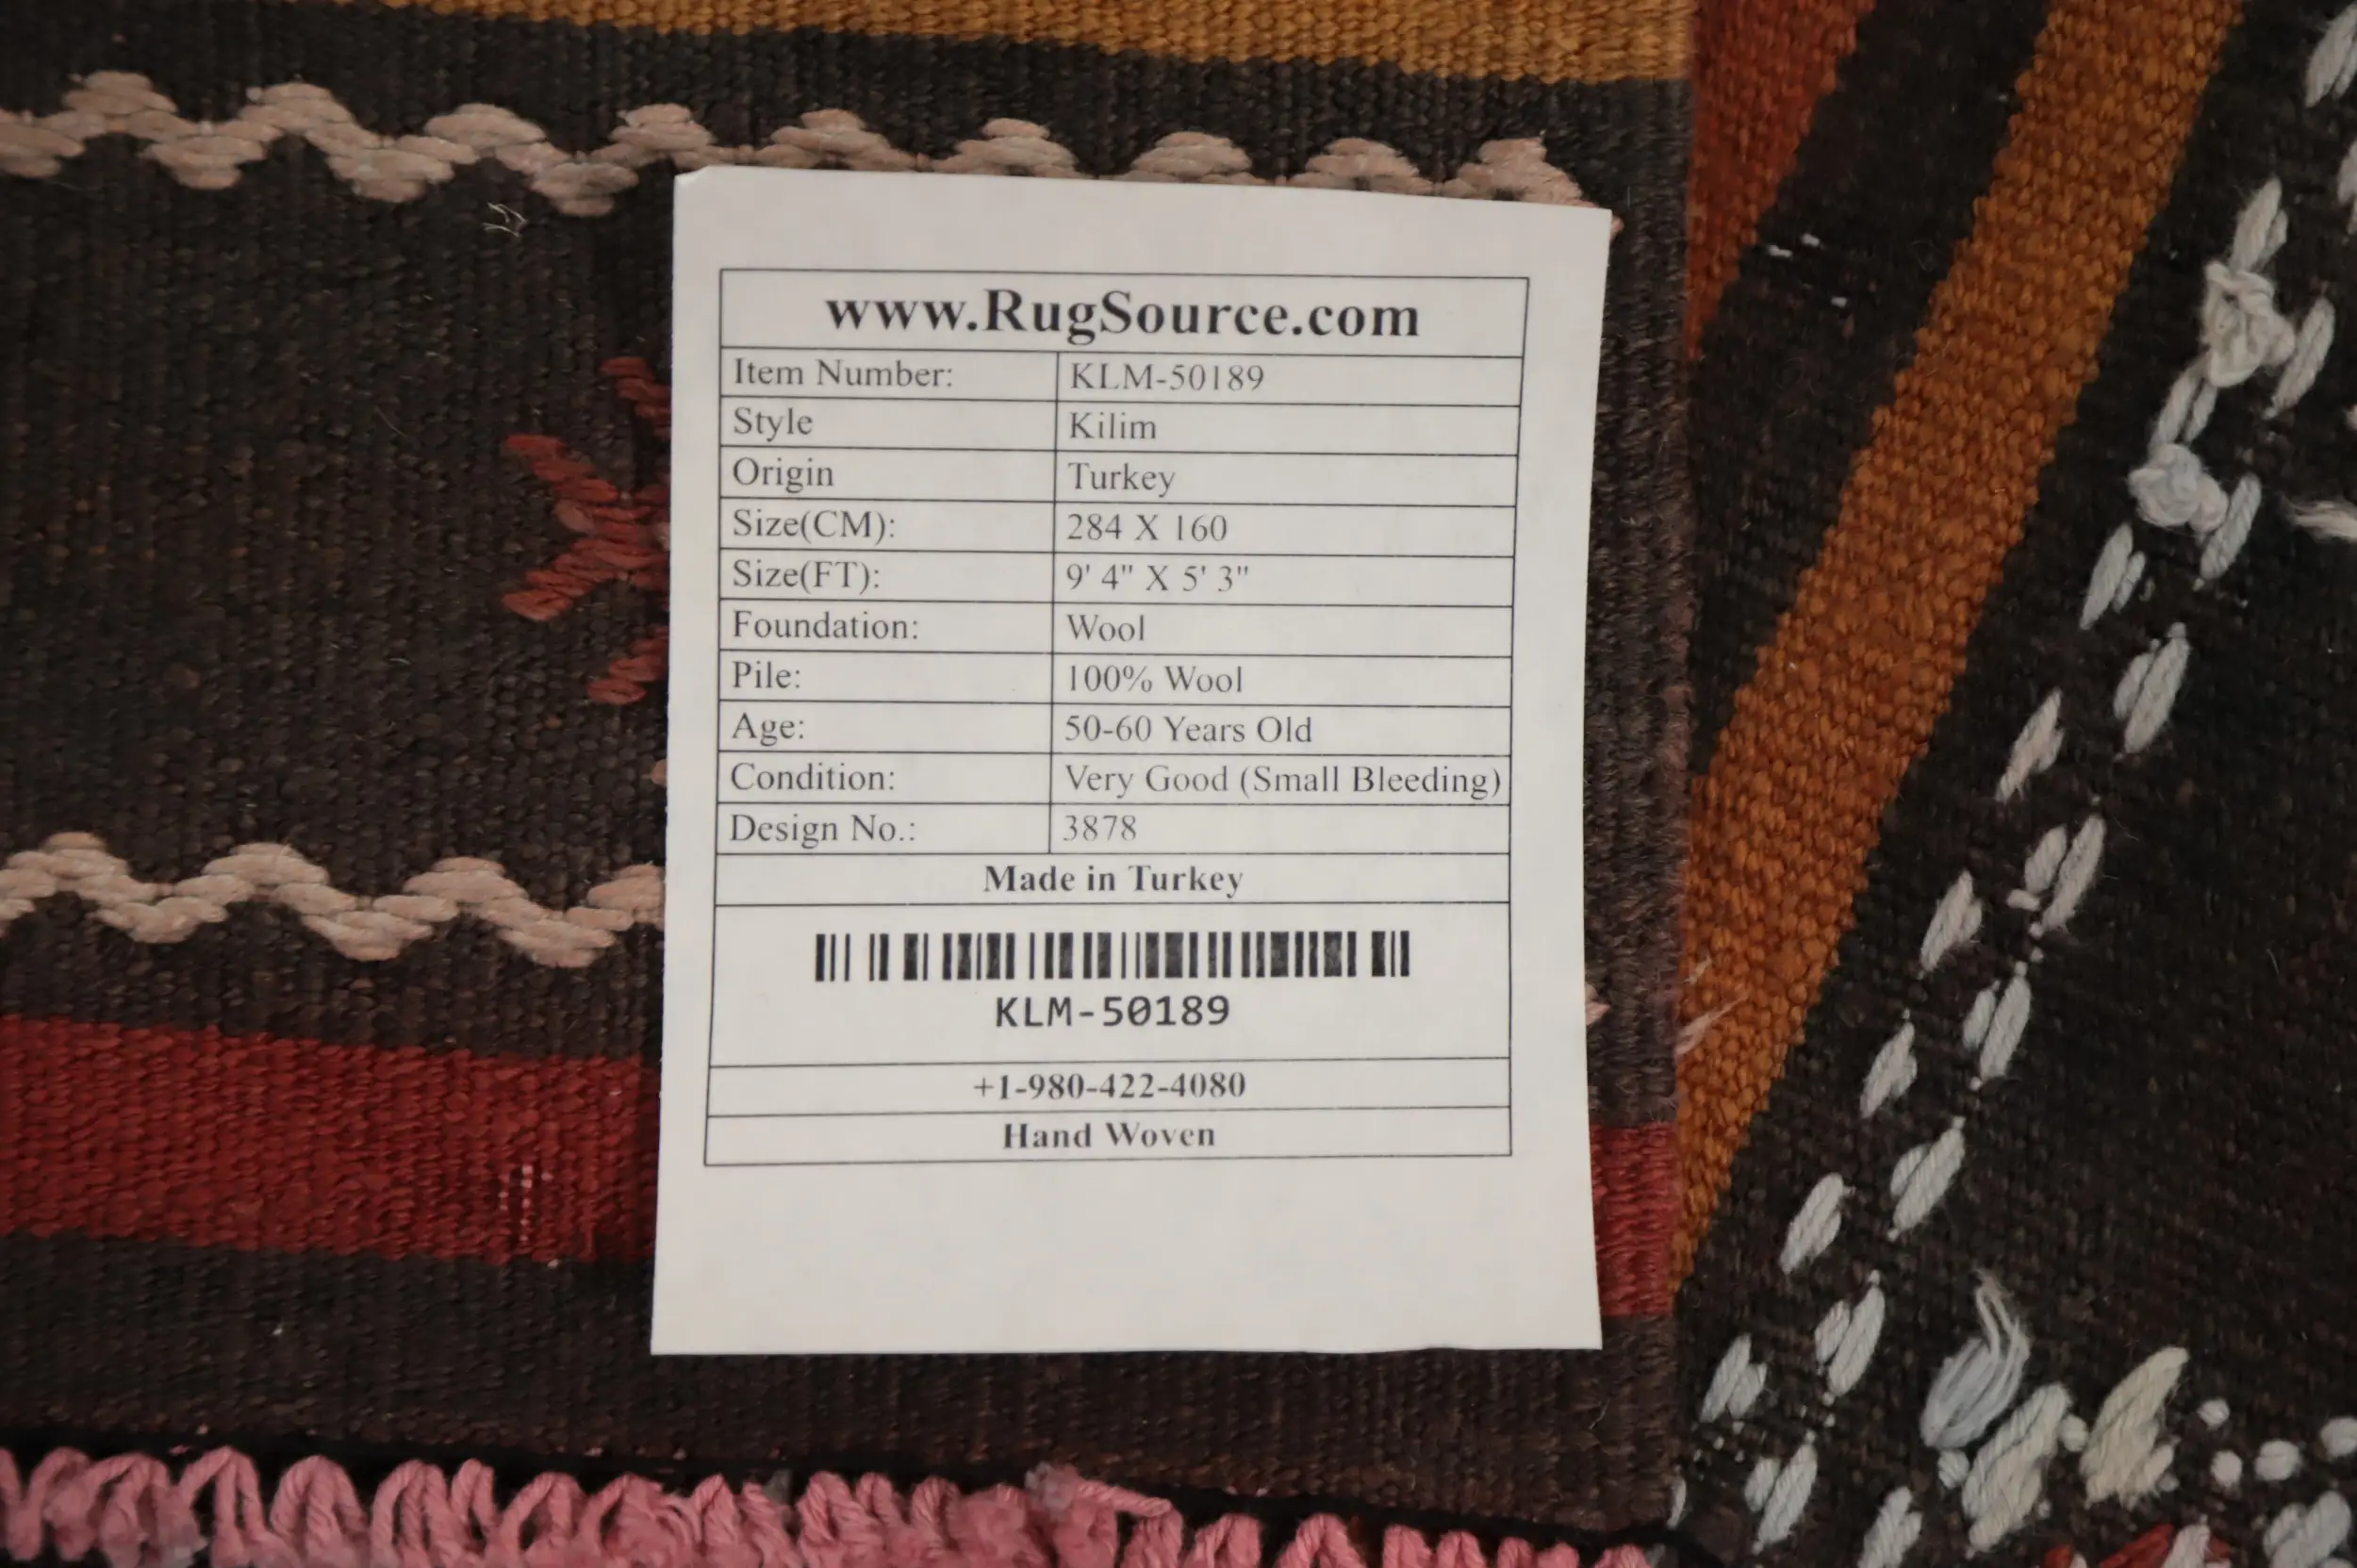 www.RugSource.com
Item Number: KLM-50189
Style Kilim
Origin Turkey
Size(CM): 284 X 160
Size(FT): 9' 4" X 5' 3"
Foundation: Wool
Pile: 100% Wool
Age: 50-60 Years Old
Condition: Very Good (Small Bleeding)
Design No.: 3878
Made in Turkey
KLM-50189
+1-980-422-4080
Hand Woven